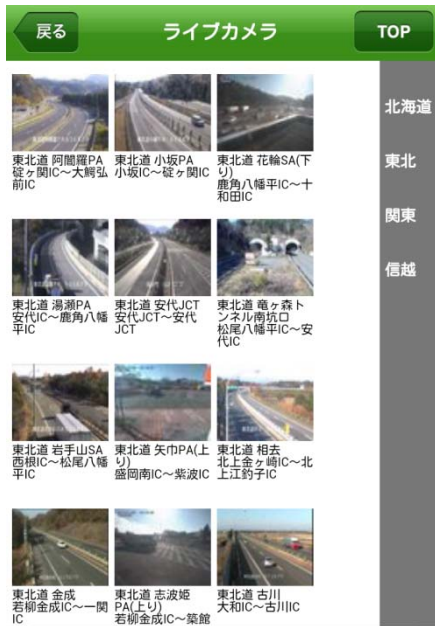 戻る
ライブカメラ
TOP
北海道
東北
関東
信越
東北道 阿闍羅PA
碇ヶ関IC～大鰐弘
前IC
東北道 小坂PA
小坂IC～碇ヶ関IC
東北道 花輪SA(下
り)
鹿角八幡平IC～十
和田IC
東北道 湯瀬PA
安代IC～鹿角八幡
平IC
東北道 安代JCT
安代JCT～安代
JCT
東北道 竜ヶ森ト
ンネル南坑口
松尾八幡平IC～安
代IC
東北道 岩手山SA
西根IC～松尾八幡
平IC
東北道 矢巾PA(上
り)
盛岡南IC～紫波IC
東北道 相去
北上金ヶ崎IC～北
上江釣子IC
東北道 金成
若柳金成IC～一関
IC
東北道 志波姫
PA(上り)
若柳金成IC～築館
東北道 古川
大和IC～古川IC